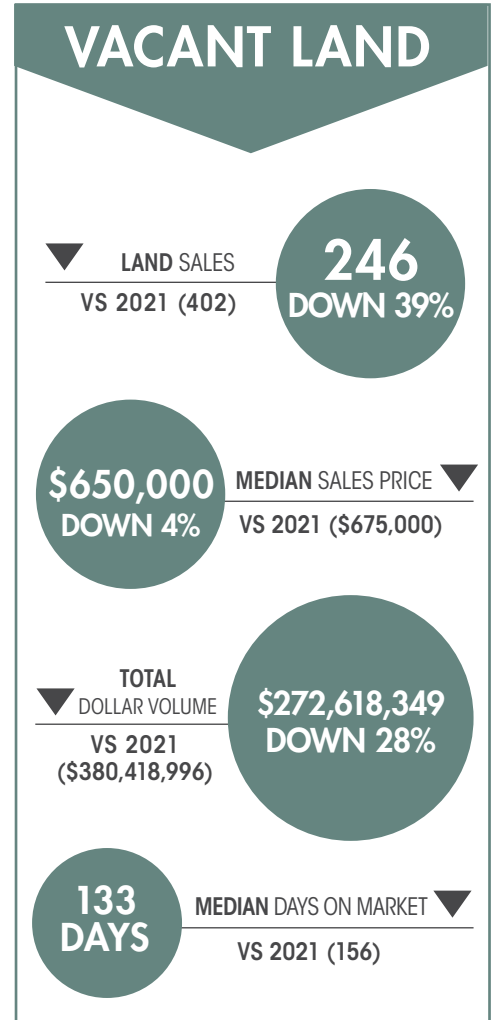 VACANT LAND
LAND SALES
VS 2021 (402)
246
DOWN 39%
$650,000
DOWN 4%
MEDIAN SALES PRICE
VS 2021 ($675,000)
TOTAL
DOLLAR VOLUME
VS 2021
($380,418,996)
$272,618,349
DOWN 28%
133
DAYS
MEDIAN DAYS ON MARKET
VS 2021 (156)